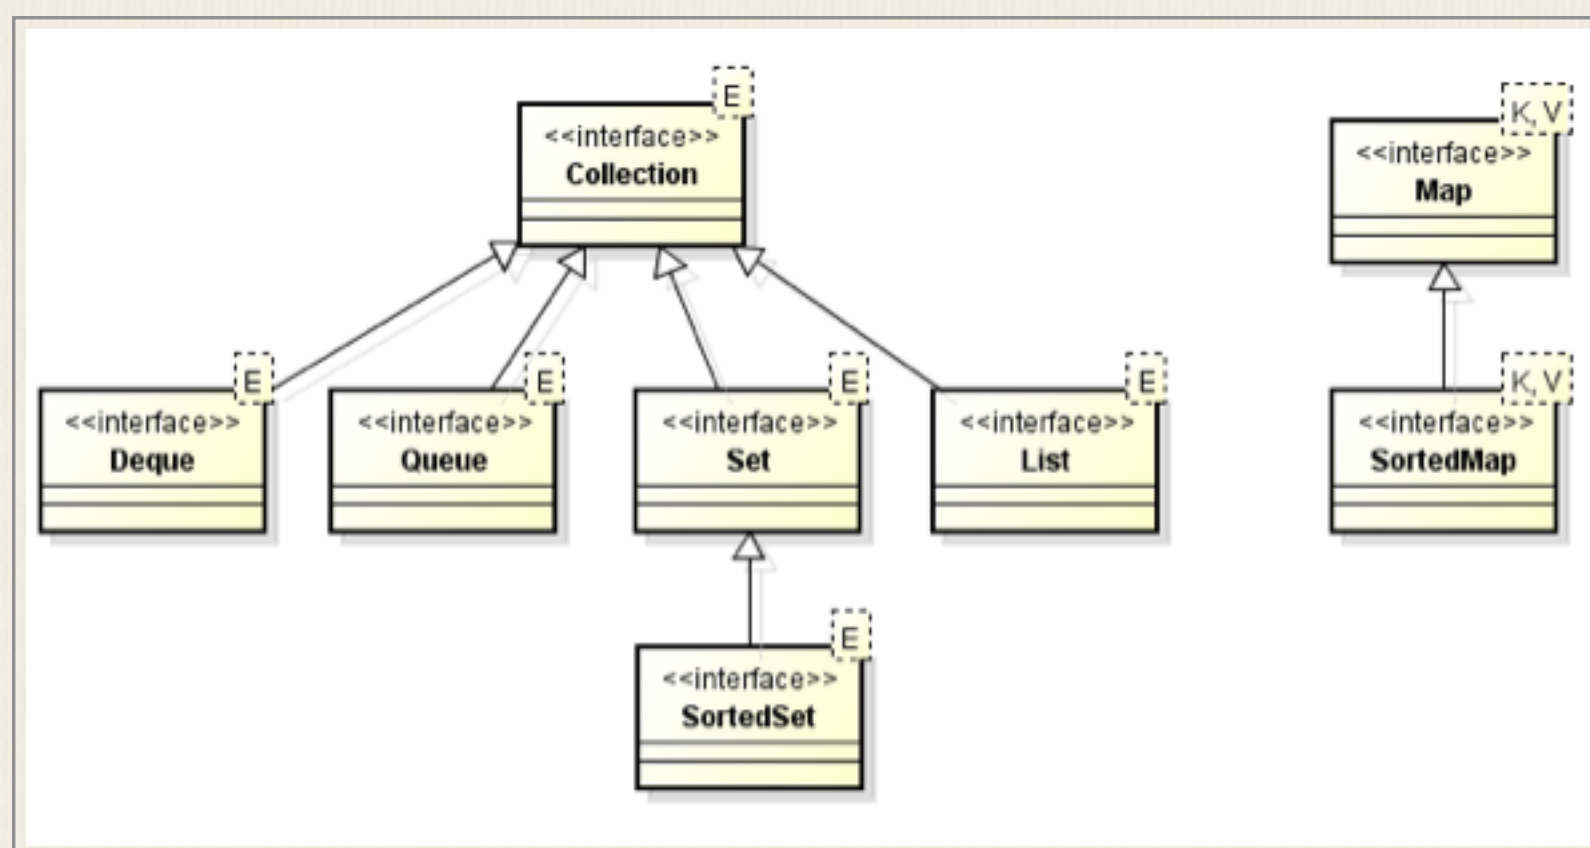 E
<<interface>>
Collection
K, V
<<interface>>
Map
E
<<interface>>
Deque
E
<<interface>>
Queue
E
<<interface>>
Set
E
<<interface>>
List
K, V
<<interface>>
SortedMap
E
<<interface>>
SortedSet